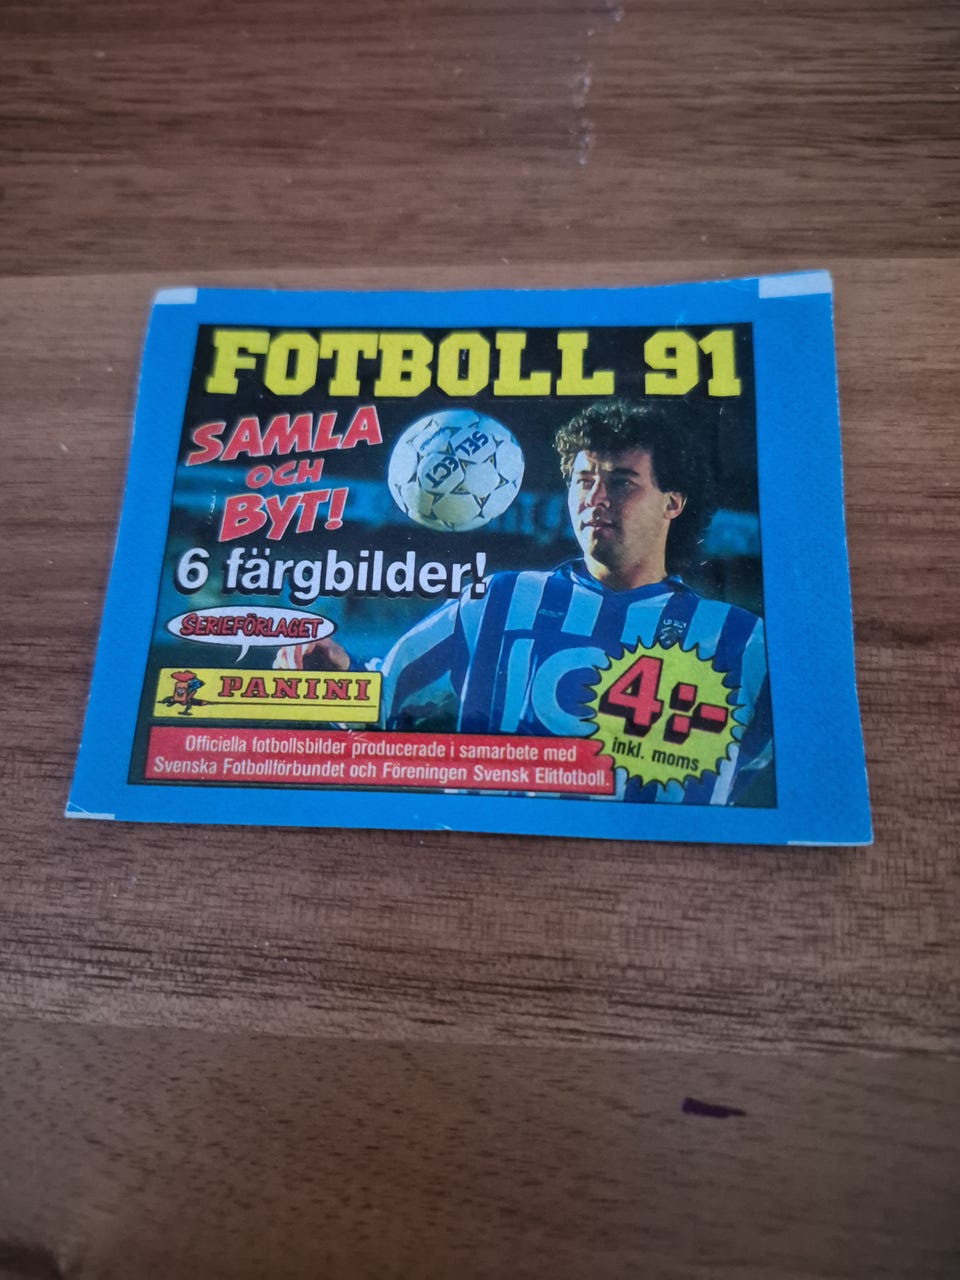 FOTBOLL 91
SAMLA
OCH
BYT!
SELECT
6 färgbilder!
SERIEFÖRLAGET
PANINI
4:-
inkl. moms
Officiella fotbollsbilder producerade i samarbete med
Svenska Fotbollförbundet och Föreningen Svensk Elitfotboll.